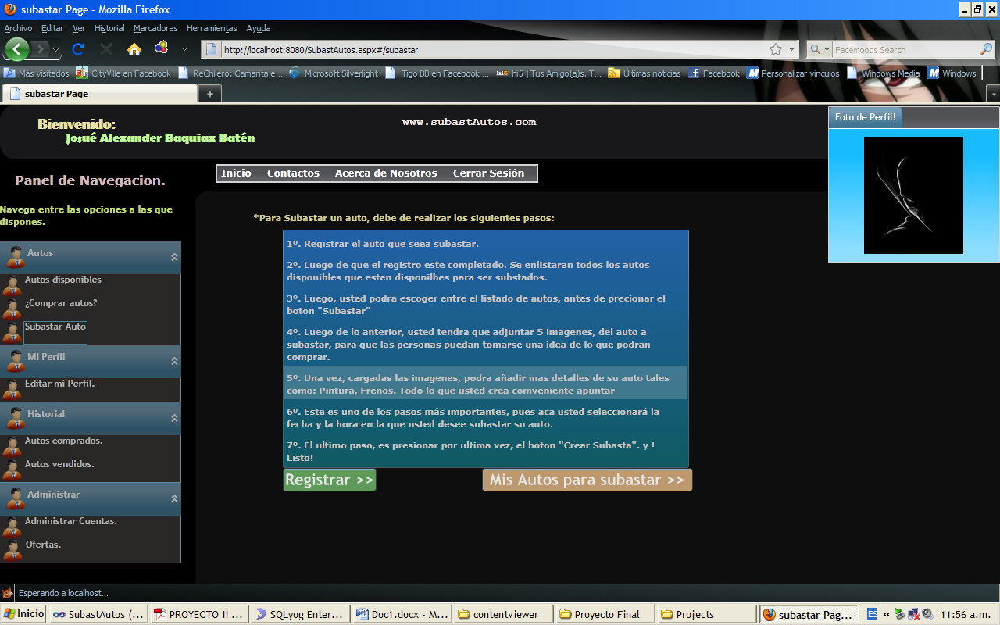 subastar Page - Mozilla Firefox
Archivo Editar Ver Historial Marcadores Herramientas Ayuda
http://localhost:8080/SubastAutos.aspx#/subastar
Facemoods Search
Más visitados CityVille en Facebook ReChilero: Camarita e... Microsoft Silverlight Tigo BB en Facebook ... hi5 | Tus Amigo(a)s. T... Últimas noticias Facebook Personalizar vínculos Windows Media Windows
subastar Page
Bienvenido:
Josué Alexander Baquiax Batén
www.subastAutos.com
Foto de Perfil!
Inicio Contactos Acerca de Nosotros Cerrar Sesión
Panel de Navegacion.
Navega entre las opciones a las que
dispones.
Autos
Autos disponibles
¿Comprar autos?
Subastar Auto
Mi Perfil
Editar mi Perfil.
Historial
Autos comprados.
Autos vendidos.
Administrar
Administrar Cuentas.
Ofertas.
*Para Subastar un auto, debe de realizar los siguientes pasos:
1º. Registrar el auto que seea subastar.
2º. Luego de que el registro este completado. Se enlistaran todos los autos
disponibles que esten disponilbes para ser substados.
3º. Luego, usted podra escoger entre el listado de autos, antes de precionar el
boton "Subastar"
4º. Luego de lo anterior, usted tendra que adjuntar 5 imagenes, del auto a
subastar, para que las personas puedan tomarse una idea de lo que podran
comprar.
5º. Una vez, cargadas las imagenes, podra añadir mas detalles de su auto tales
como: Pintura, Frenos. Todo lo que usted crea comveniente apuntar
6º. Este es uno de los pasos más importantes, pues aca usted seleccionará la
fecha y la hora en la que usted desee subastar su auto.
7º. El ultimo paso, es presionar por ultima vez, el boton "Crear Subasta". y !
Listo!
Registrar >> Mis Autos para subastar >>
Esperando a localhost...
Inicio SubastAutos (... PROYECTO II ... SQLyog Enter... Doc1.docx - M... contentviewer Proyecto Final Projects subastar Pag... ES « 11:56 a.m.